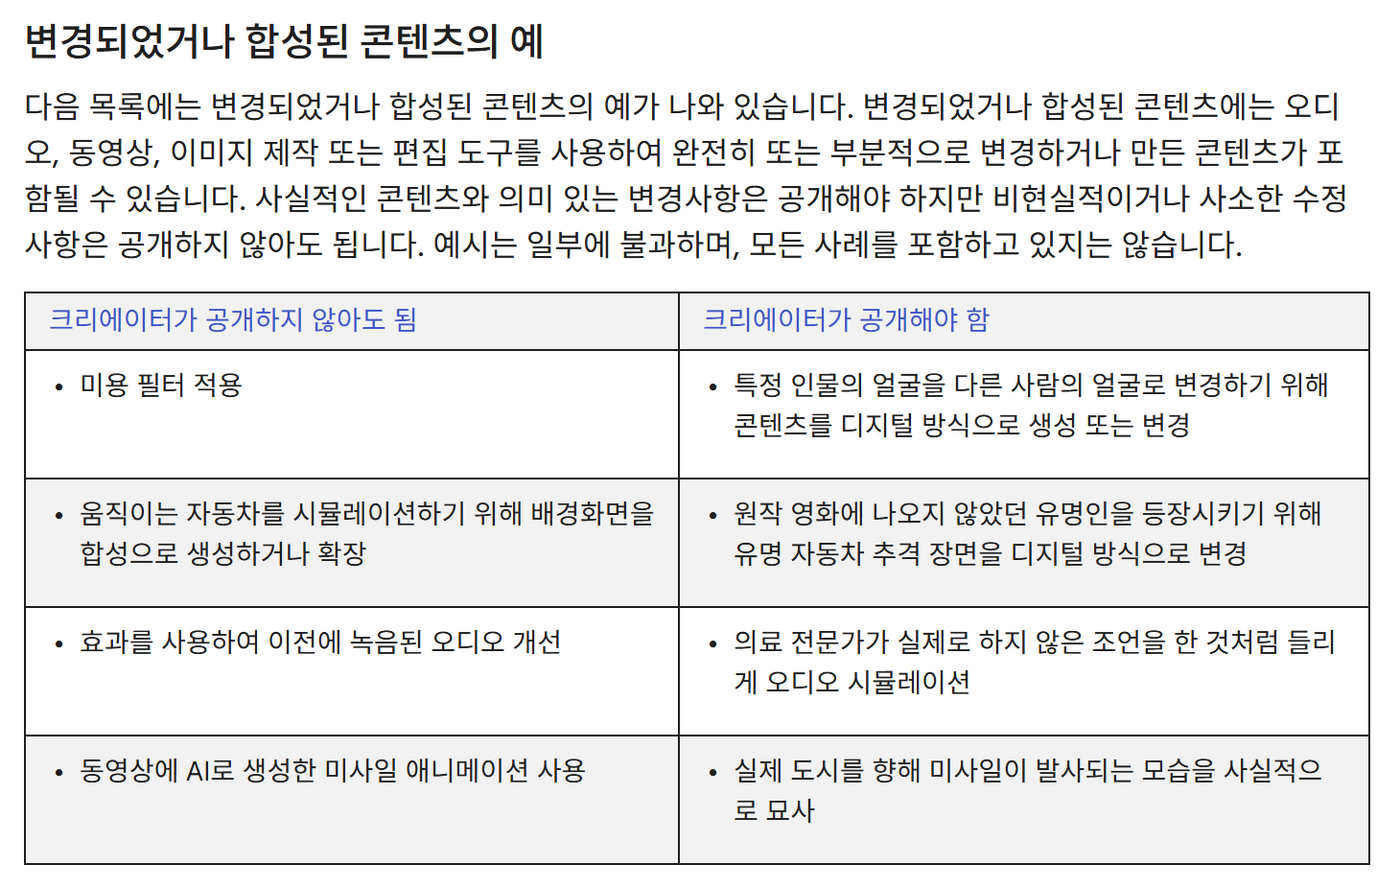 변경되었거나 합성된 콘텐츠의 예
다음 목록에는 변경되었거나 합성된 콘텐츠의 예가 나와 있습니다. 변경되었거나 합성된 콘텐츠에는 오디
오, 동영상, 이미지 제작 또는 편집 도구를 사용하여 완전히 또는 부분적으로 변경하거나 만든 콘텐츠가 포
함될 수 있습니다. 사실적인 콘텐츠와 의미 있는 변경사항은 공개해야 하지만 비현실적이거나 사소한 수정
사항은 공개하지 않아도 됩니다. 예시는 일부에 불과하며, 모든 사례를 포함하고 있지는 않습니다.
크리에이터가 공개하지 않아도 됨
크리에이터가 공개해야 함
• 미용 필터 적용
• 특정 인물의 얼굴을 다른 사람의 얼굴로 변경하기 위해
콘텐츠를 디지털 방식으로 생성 또는 변경
• 움직이는 자동차를 시뮬레이션하기 위해 배경화면을
합성으로 생성하거나 확장
• 원작 영화에 나오지 않았던 유명인을 등장시키기 위해
유명 자동차 추격 장면을 디지털 방식으로 변경
• 효과를 사용하여 이전에 녹음된 오디오 개선
• 의료 전문가가 실제로 하지 않은 조언을 한 것처럼 들리
게 오디오 시뮬레이션
• 동영상에 AI로 생성한 미사일 애니메이션 사용
• 실제 도시를 향해 미사일이 발사되는 모습을 사실적으
로 묘사